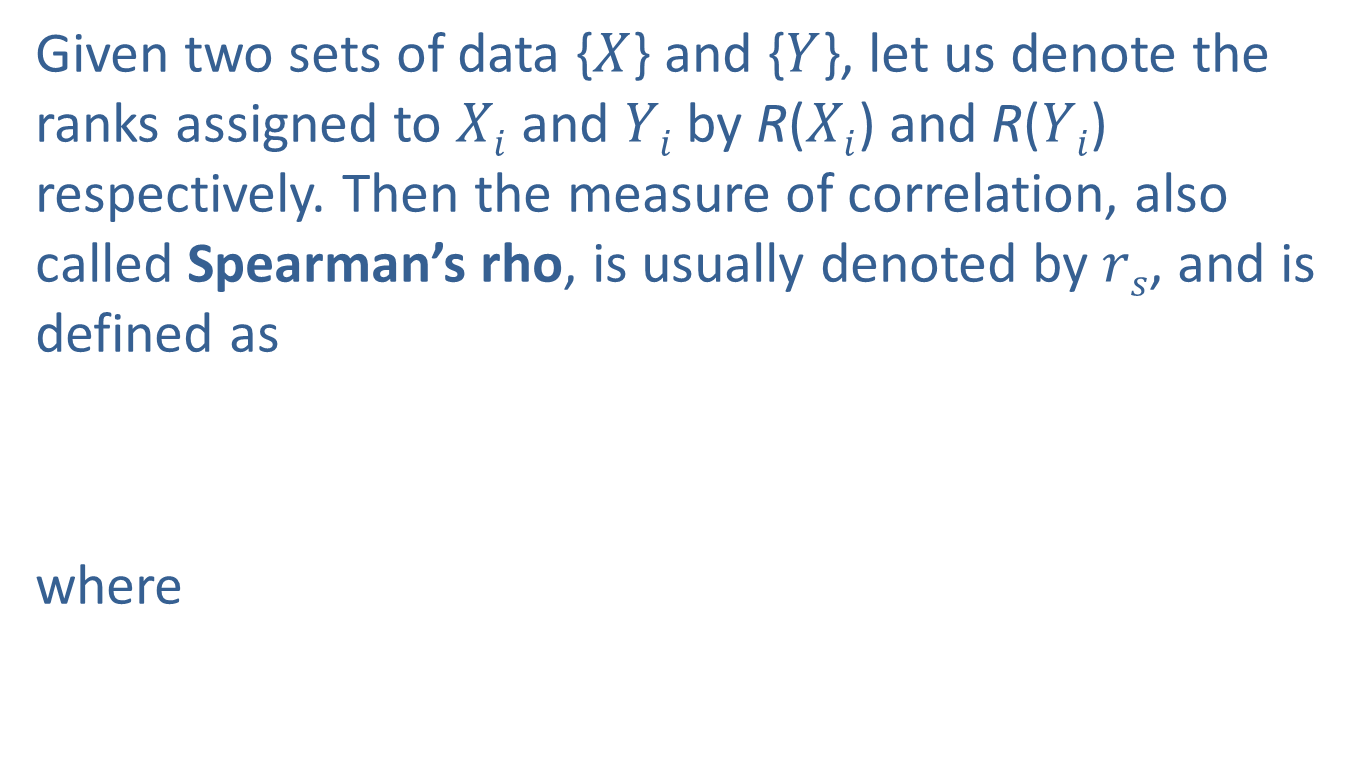 Given two sets of data {X} and {Y}, let us denote the
ranks assigned to Xᵢ and Yᵢ by R(Xᵢ) and R(Yᵢ)
respectively. Then the measure of correlation, also
called Spearman’s rho, is usually denoted by rₛ, and is
defined as
where